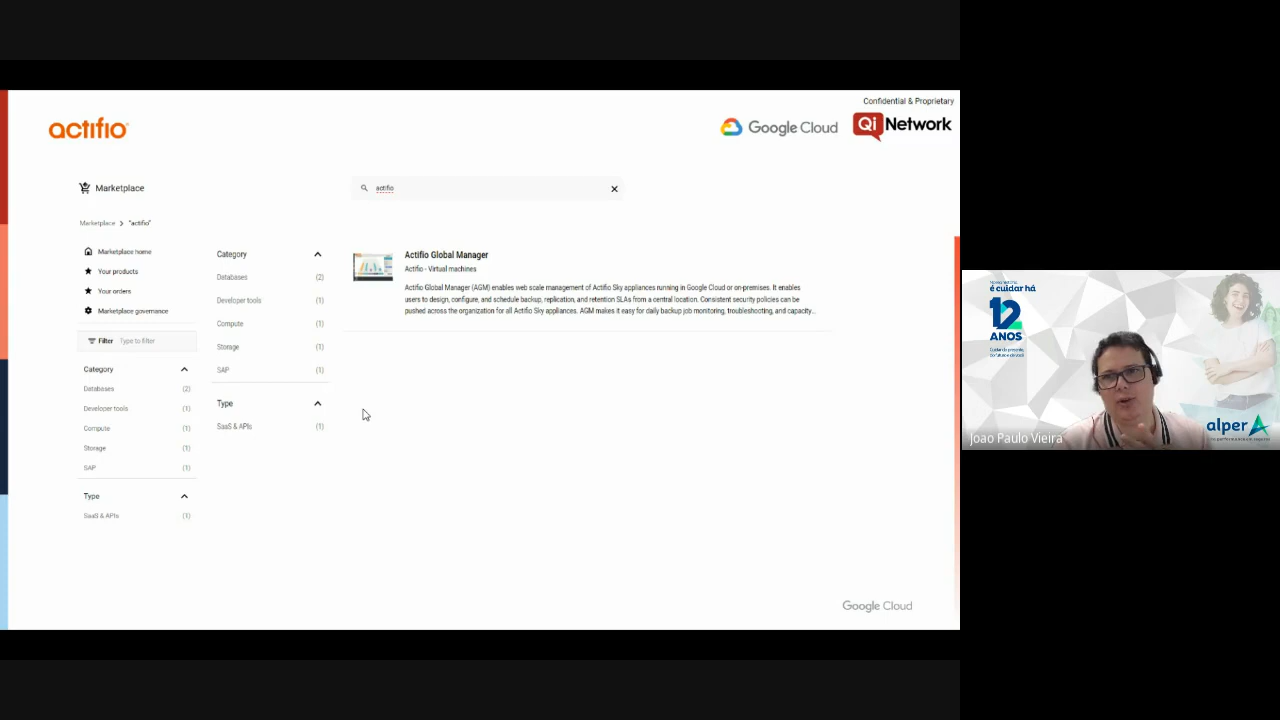 Confidential & Proprietary
actifio
Google Cloud
Qi Network
Marketplace
actifio
Marketplace > "actifio"
Marketplace home
Your products
Your orders
Marketplace governance
Filter Type to filter
Category
Databases (2)
Developer tools (1)
Compute (1)
Storage (1)
SAP (1)
Type
SaaS & APIs (1)
Category
Databases (2)
Developer tools (1)
Compute (1)
Storage (1)
SAP (1)
Type
SaaS & APIs (1)
Actifio Global Manager
Actifio - Virtual machines
Actifio Global Manager (AGM) enables web scale management of Actifio Sky appliances running in Google Cloud or on-premises. It enables
users to design, configure, and schedule backup, replication, and retention SLAs from a central location. Consistent security policies can be
pushed across the organization for all Actifio Sky appliances. AGM makes it easy for daily backup job monitoring, troubleshooting, and capacity...
Google Cloud
é cuidar há
12
ANOS
alper
Joao Paulo Vieira